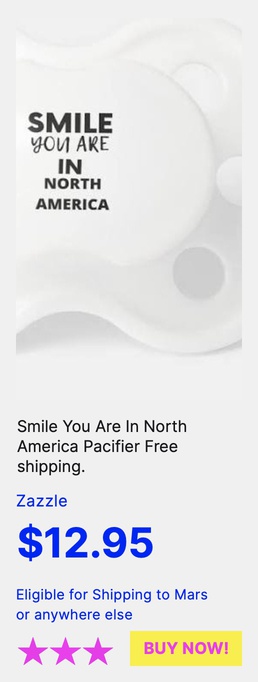 SMILE
YOU ARE
IN
NORTH
AMERICA
Smile You Are In North
America Pacifier Free
shipping.
Zazzle
$12.95
Eligible for Shipping to Mars
or anywhere else
BUY NOW!